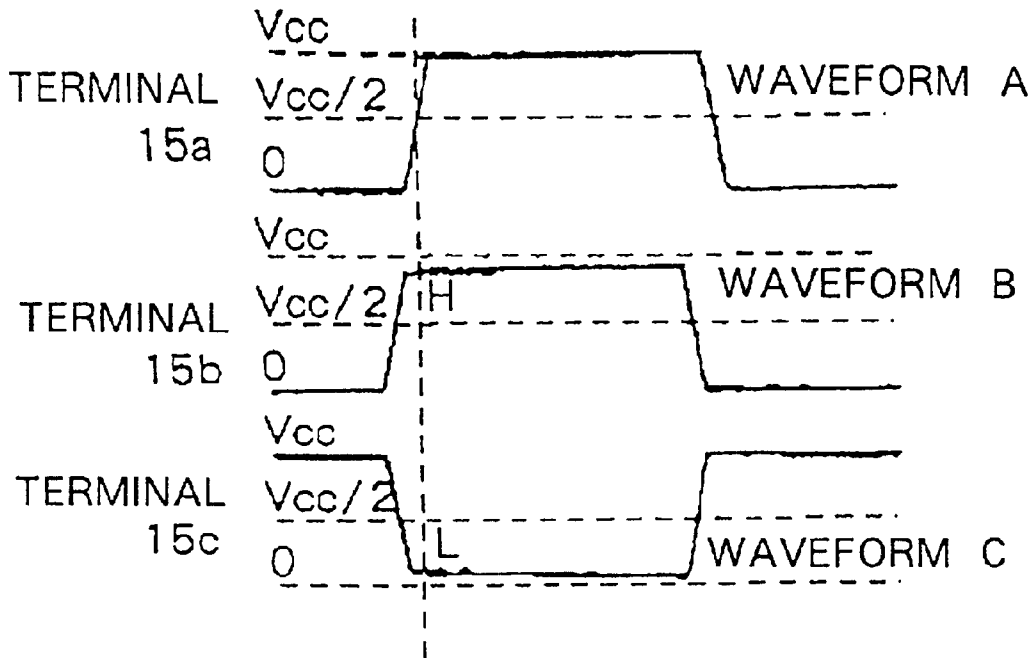 Vcc
TERMINAL 15a
Vcc/2
WAVEFORM A
0
Vcc
TERMINAL 15b
Vcc/2
H
WAVEFORM B
0
Vcc
TERMINAL 15c
Vcc/2
L
WAVEFORM C
0